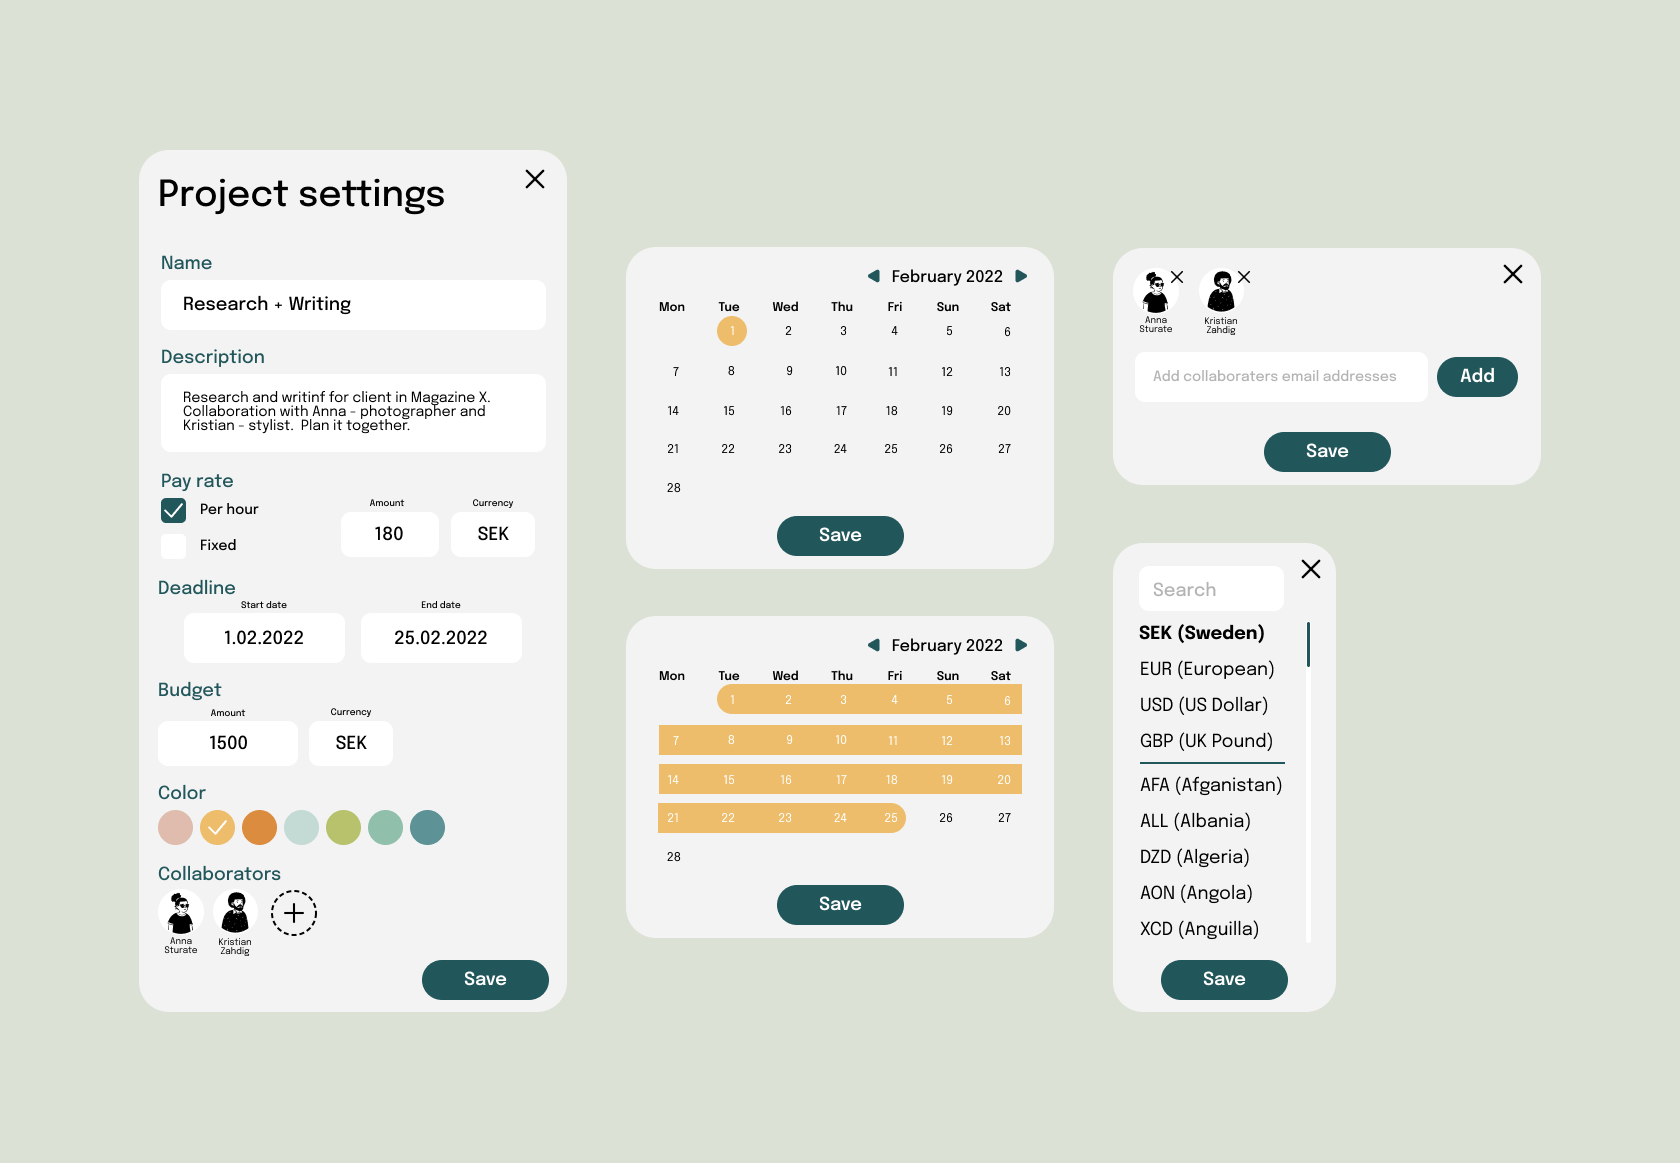 Project settings
Name
Research + Writing
Description
Research and writinf for client in Magazine X.
Collaboration with Anna - photographer and
Kristian - stylist. Plan it together.
Pay rate
Per hour
Fixed
Amount
180
Currency
SEK
Deadline
Start date
1.02.2022
End date
25.02.2022
Budget
Amount
1500
Currency
SEK
Color
Collaborators
Anna
Sturate
Kristian
Zahdig
Save
February 2022
Mon Tue Wed Thu Fri Sun Sat
1 2 3 4 5 6
7 8 9 10 11 12 13
14 15 16 17 18 19 20
21 22 23 24 25 26 27
28
Save
February 2022
Mon Tue Wed Thu Fri Sun Sat
1 2 3 4 5 6
7 8 9 10 11 12 13
14 15 16 17 18 19 20
21 22 23 24 25 26 27
28
Save
Anna
Sturate
Kristian
Zahdig
Add collaboraters email addresses
Add
Save
Search
SEK (Sweden)
EUR (European)
USD (US Dollar)
GBP (UK Pound)
AFA (Afganistan)
ALL (Albania)
DZD (Algeria)
AON (Angola)
XCD (Anguilla)
Save